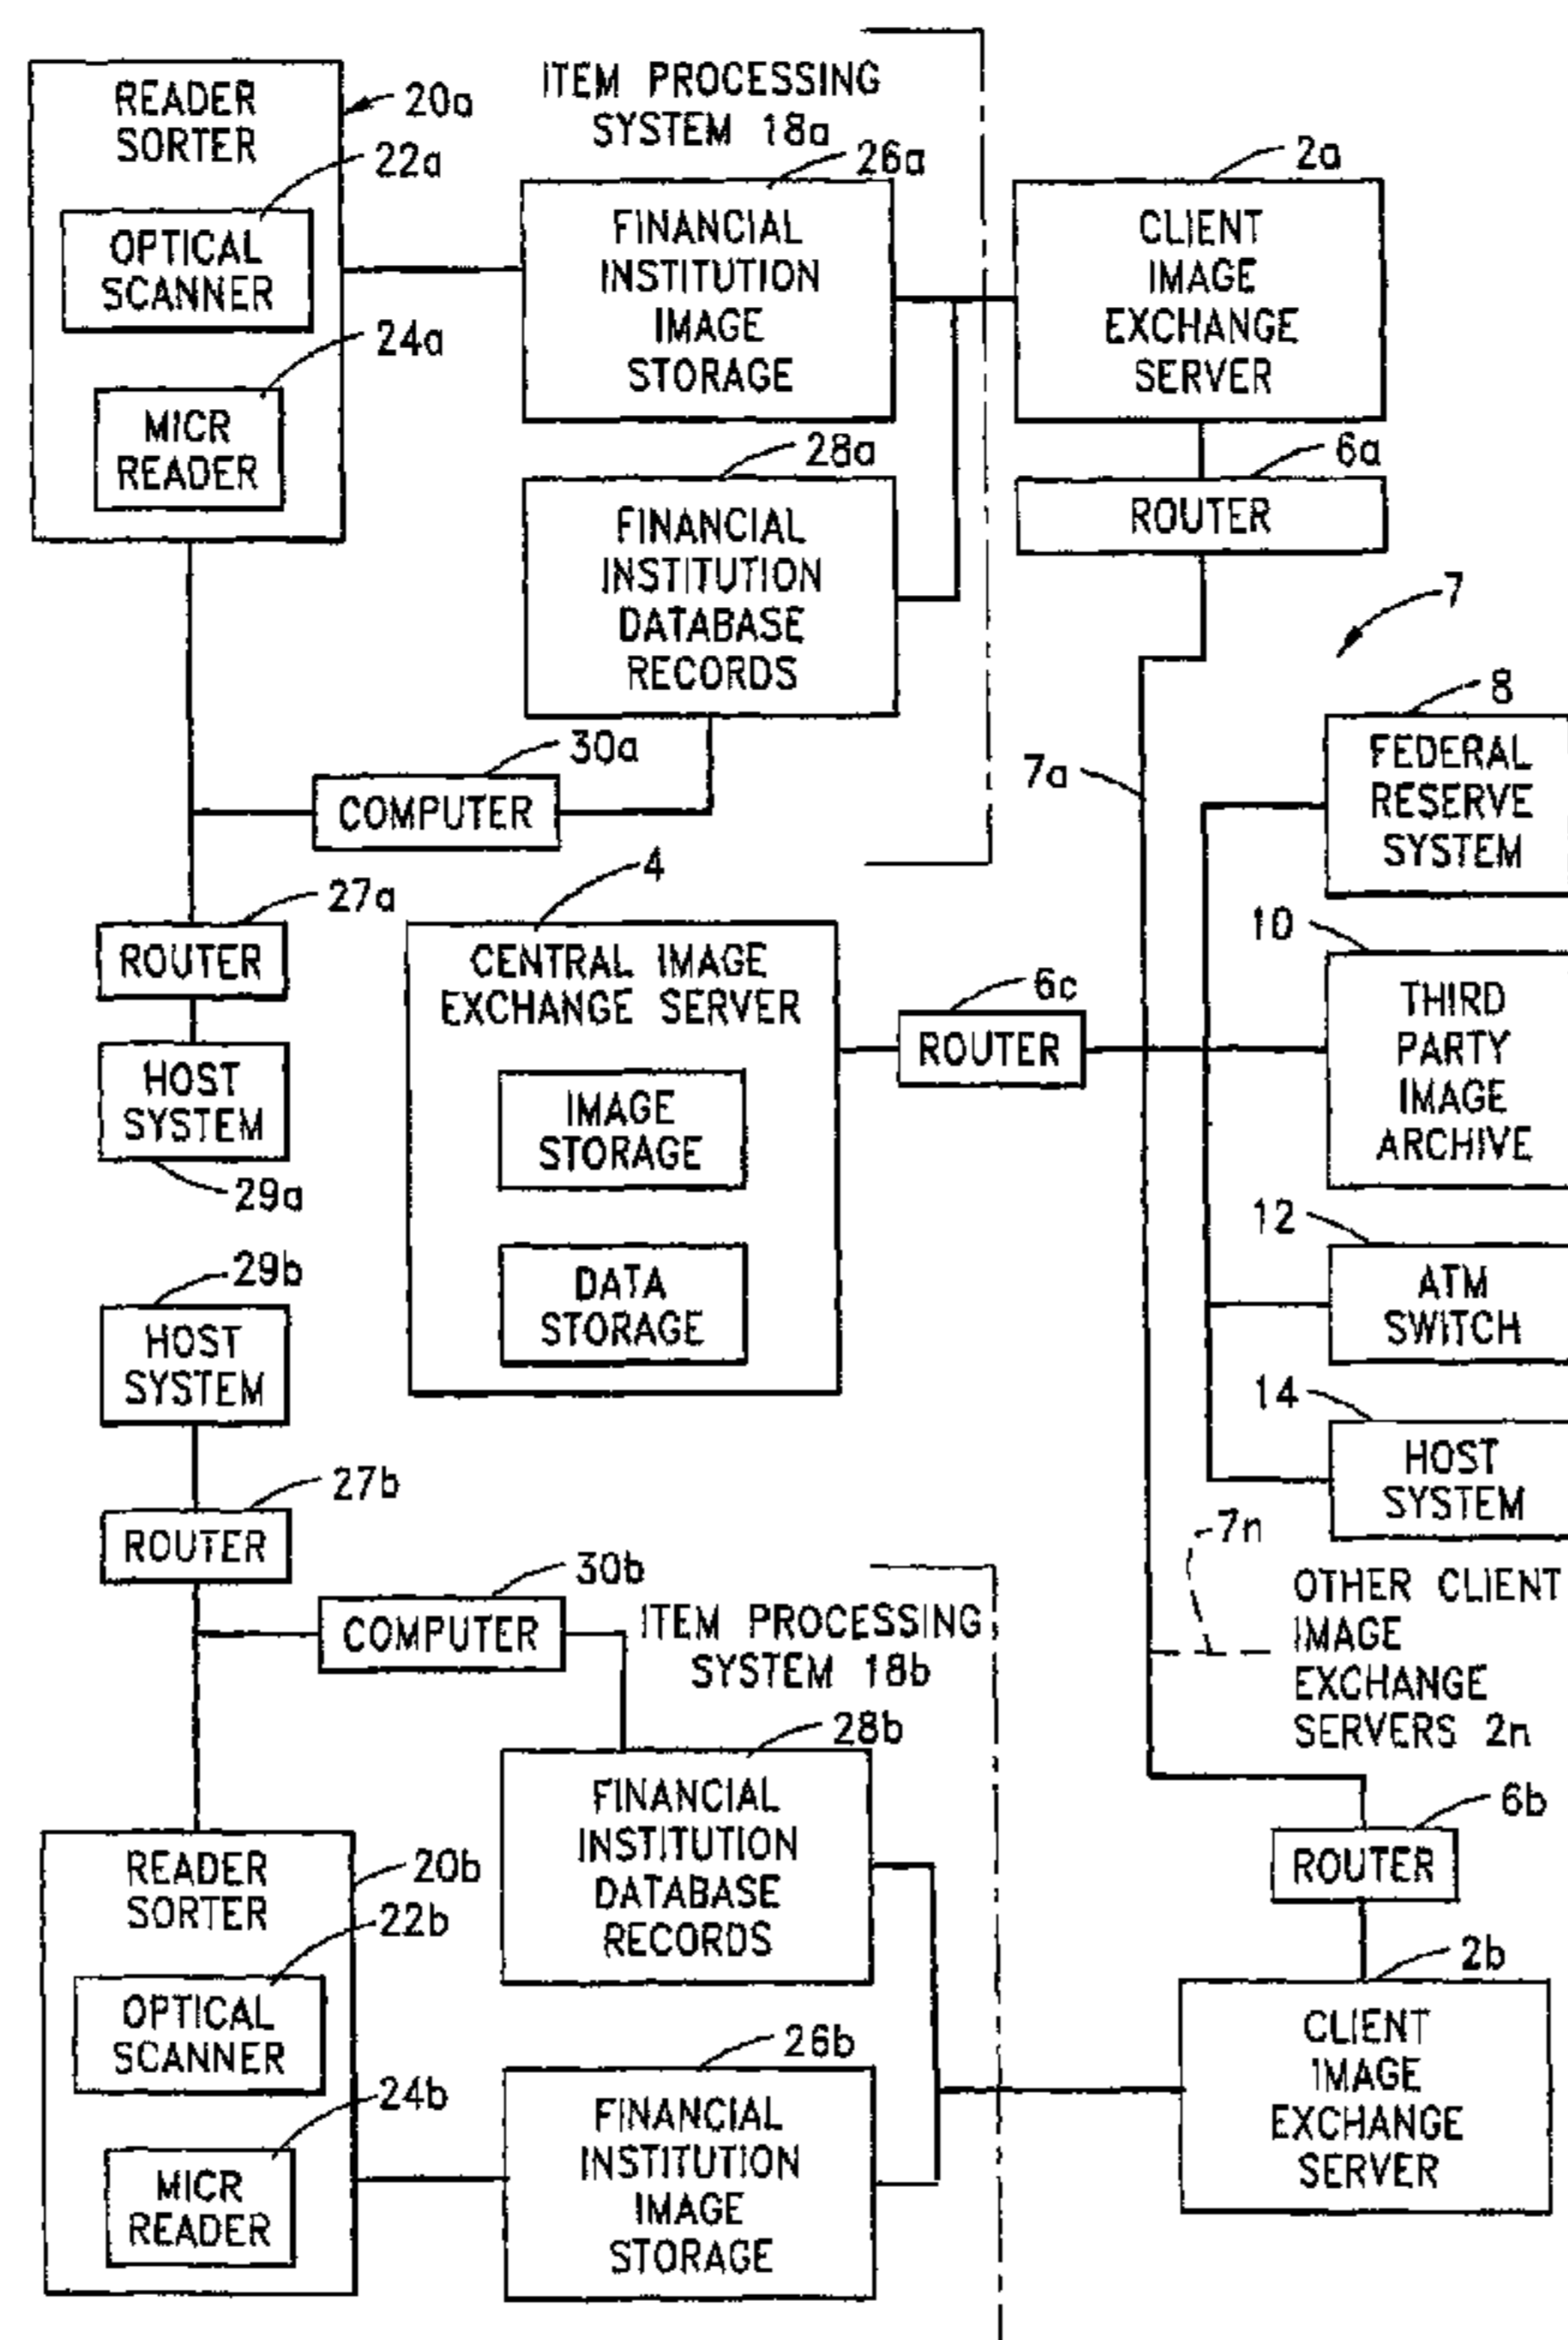 READER
SORTER
20a
22a
OPTICAL
SCANNER
24a
MICR
READER
ITEM PROCESSING
SYSTEM 18a
26a
FINANCIAL
INSTITUTION
IMAGE
STORAGE
2a
CLIENT
IMAGE
EXCHANGE
SERVER
28a
FINANCIAL
INSTITUTION
DATABASE
RECORDS
6a
ROUTER
7
30a
COMPUTER
7a
8
FEDERAL
RESERVE
SYSTEM
27a
ROUTER
HOST
SYSTEM
29a
4
CENTRAL IMAGE
EXCHANGE SERVER
IMAGE
STORAGE
DATA
STORAGE
6c
ROUTER
10
THIRD
PARTY
IMAGE
ARCHIVE
12
ATM
SWITCH
14
HOST
SYSTEM
29b
HOST
SYSTEM
27b
ROUTER
30b
COMPUTER
ITEM PROCESSING
SYSTEM 18b
7n
OTHER CLIENT
IMAGE
EXCHANGE
SERVERS 2n
28b
FINANCIAL
INSTITUTION
DATABASE
RECORDS
6b
ROUTER
READER
SORTER
20b
22b
OPTICAL
SCANNER
24b
MICR
READER
26b
FINANCIAL
INSTITUTION
IMAGE
STORAGE
2b
CLIENT
IMAGE
EXCHANGE
SERVER